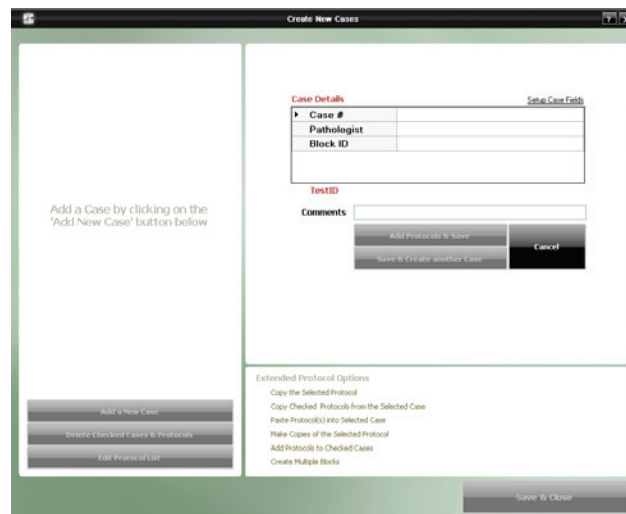 Create New Cases
? X
Add a Case by clicking on the
'Add New Case' button below
Add a New Case
Delete Checked Cases & Protocols
Edit Protocol List
Case Details
Setup Case Fields
Case #
Pathologist
Block ID
TestID
Comments
Add Protocols & Save
Save & Create another Case
Cancel
Extended Protocol Options
Copy the Selected Protocol
Copy Checked Protocols from the Selected Case
Paste Protocol(s) into Selected Case
Make Copies of the Selected Protocol
Add Protocols to Checked Cases
Create Multiple Blocks
Save & Close